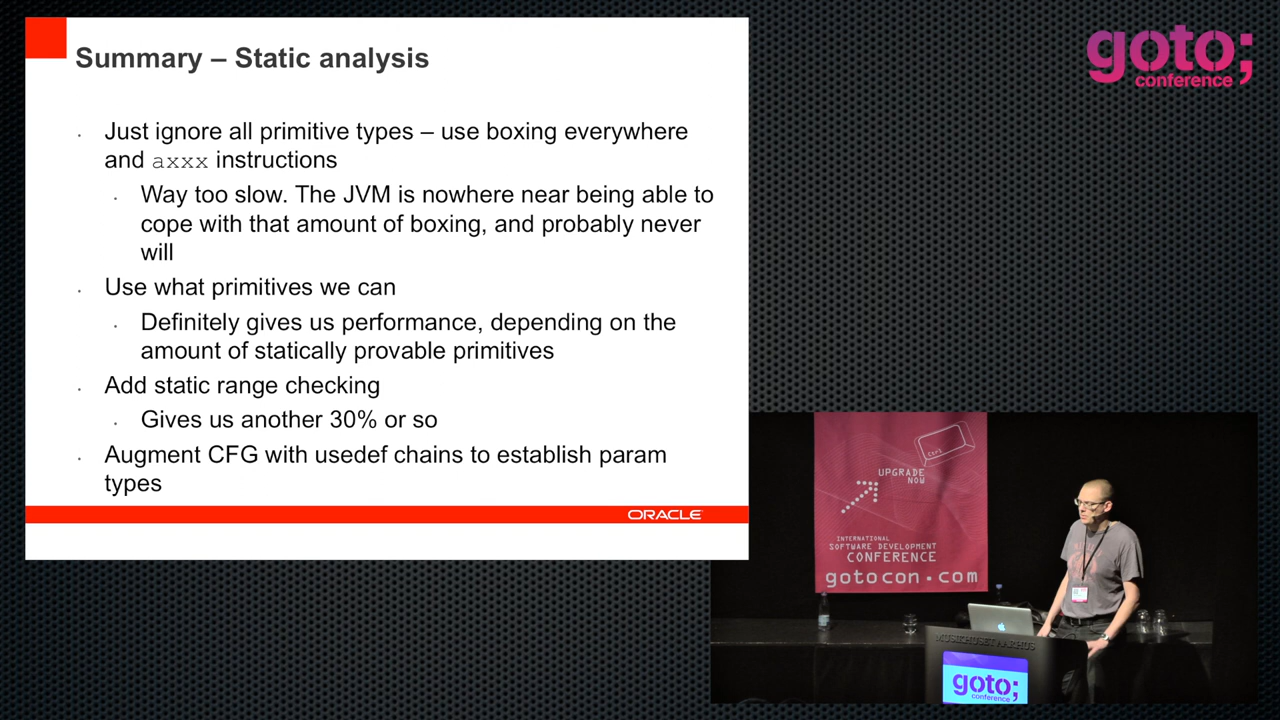 Summary – Static analysis
Just ignore all primitive types – use boxing everywhere
and axxx instructions
Way too slow. The JVM is nowhere near being able to
cope with that amount of boxing, and probably never
will
Use what primitives we can
Definitely gives us performance, depending on the
amount of statically provable primitives
Add static range checking
Gives us another 30% or so
Augment CFG with usedef chains to establish param
types
ORACLE
goto;
conference
Ctrl
UPGRADE
NOW
INTERNATIONAL
SOFTWARE DEVELOPMENT
CONFERENCE
gotocon.com
MUSIKHUSET AARHUS
goto;
conference